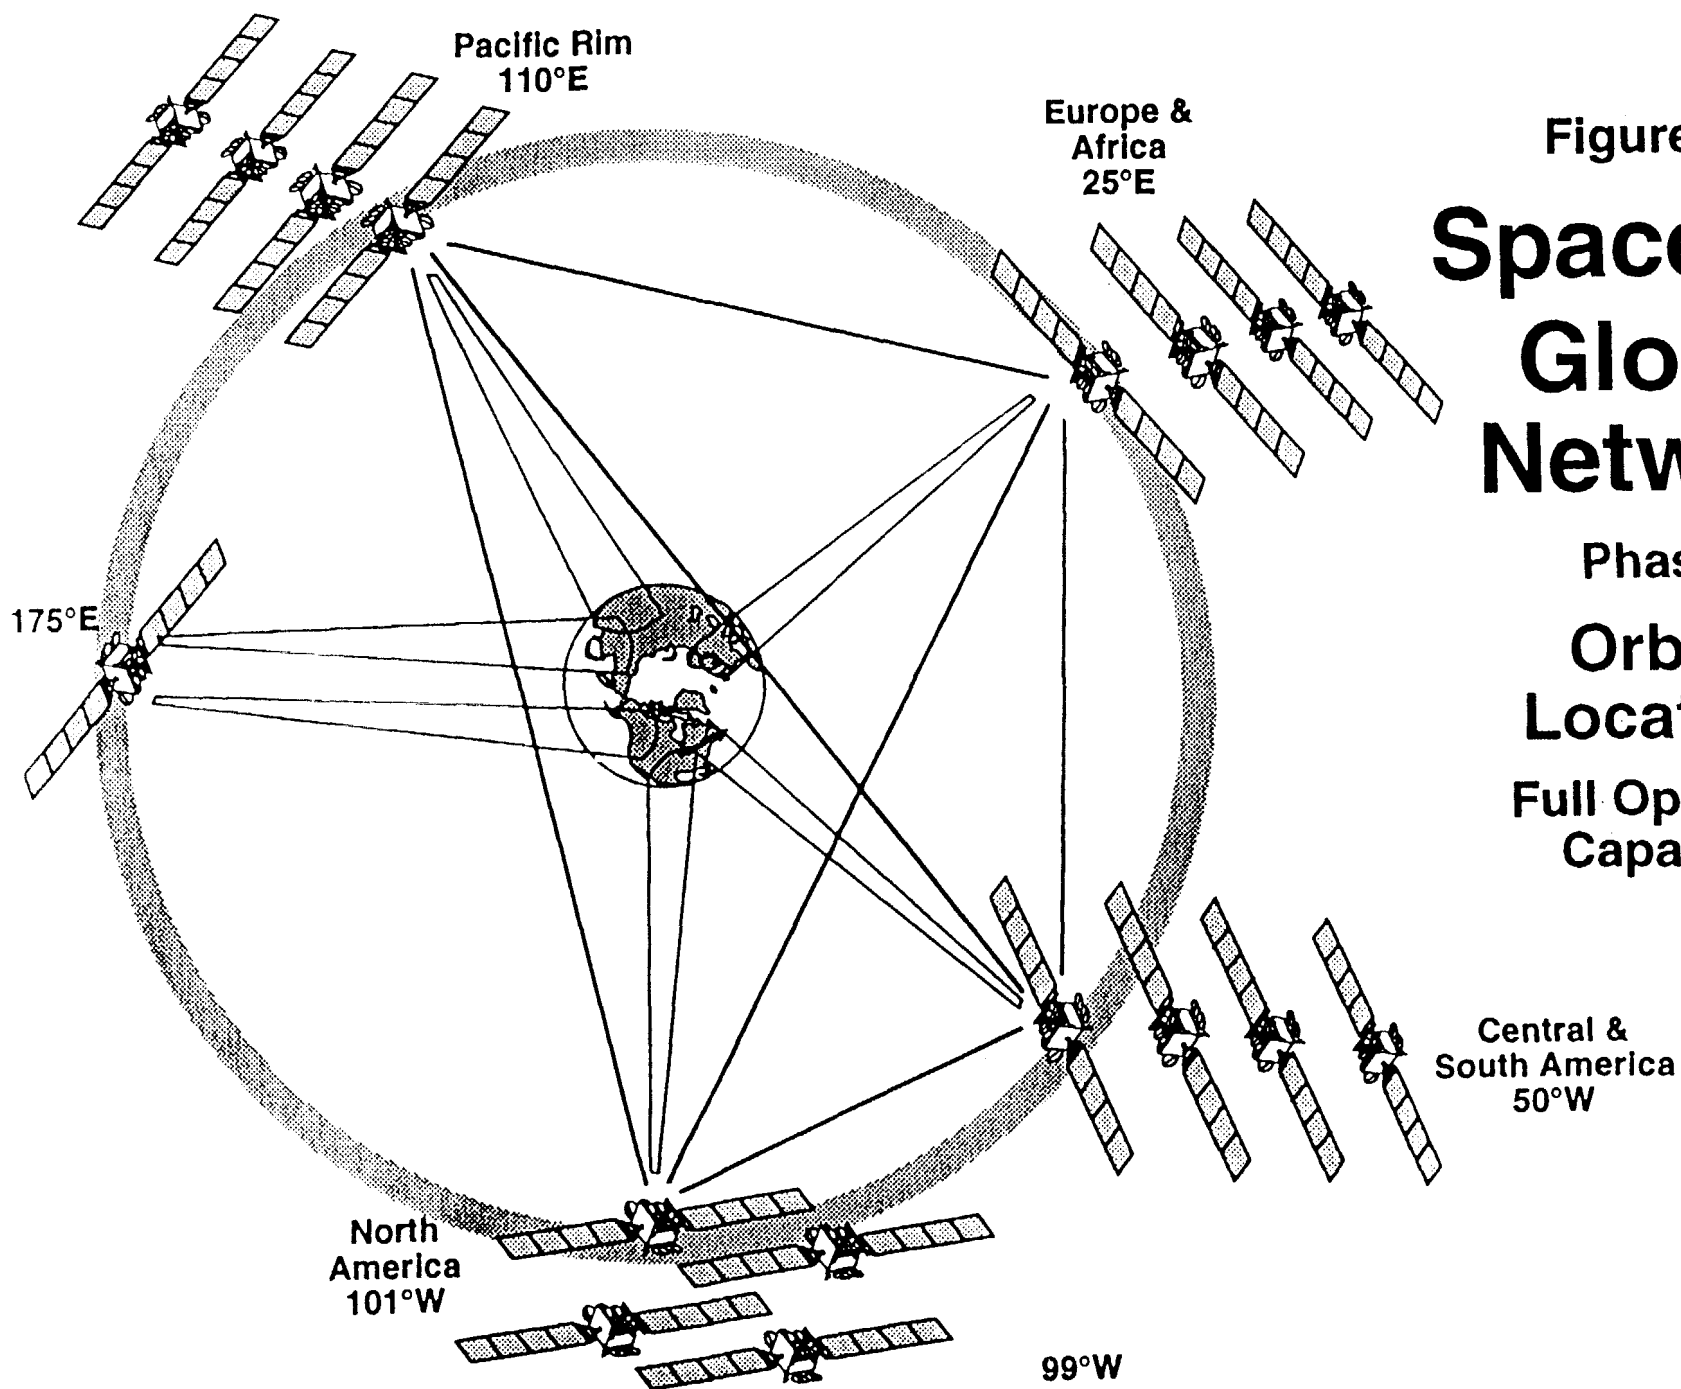 Pacific Rim
110°E
Europe &
Africa
25°E
Figure
Space
Glo
Netw
Phas
Orb
Locat
Full Op
Capa
175°E
Central &
South America
50°W
North
America
101°W
99°W